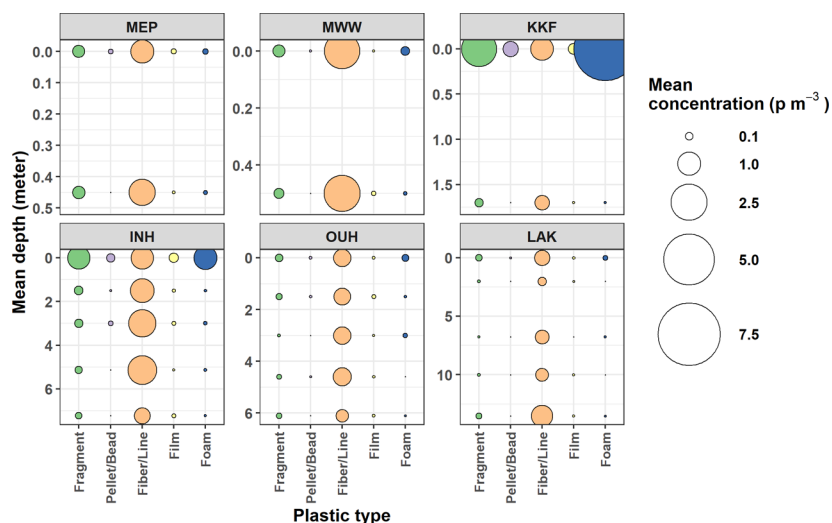 MEP MWW KKF
0.0
0.1
0.2
0.3
0.4
0.5
0.0
0.4
0.0
0.5
1.0
1.5
INH OUH LAK
0
2
4
6
0
2
4
6
0
5
10
Mean depth (meter)
Fragment
Pellet/Bead
Fiber/Line
Film
Foam
Fragment
Pellet/Bead
Fiber/Line
Film
Foam
Fragment
Pellet/Bead
Fiber/Line
Film
Foam
Plastic type
Mean
concentration (p m⁻³)
0.1
1.0
2.5
5.0
7.5